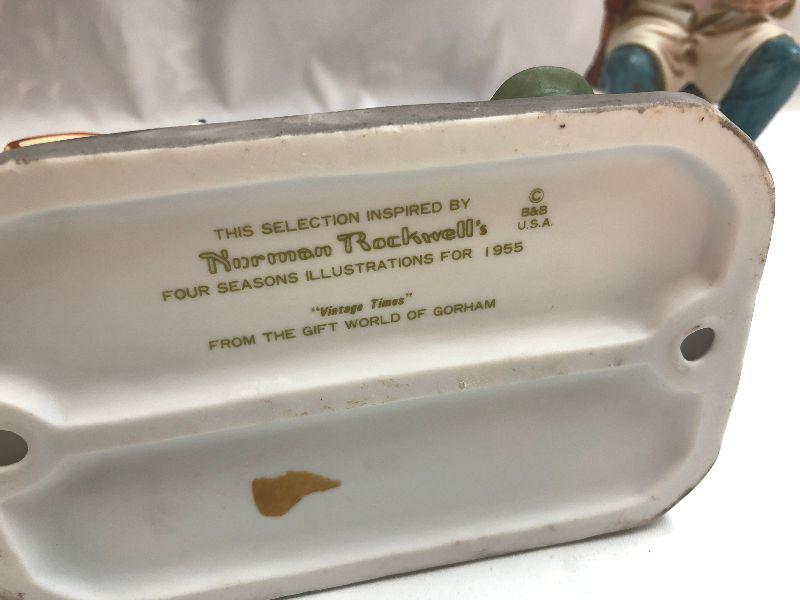 THIS SELECTION INSPIRED BY
Norman Rockwell's
FOUR SEASONS ILLUSTRATIONS FOR 1955
"Vintage Times"
FROM THE GIFT WORLD OF GORHAM
©
B&B
U.S.A.